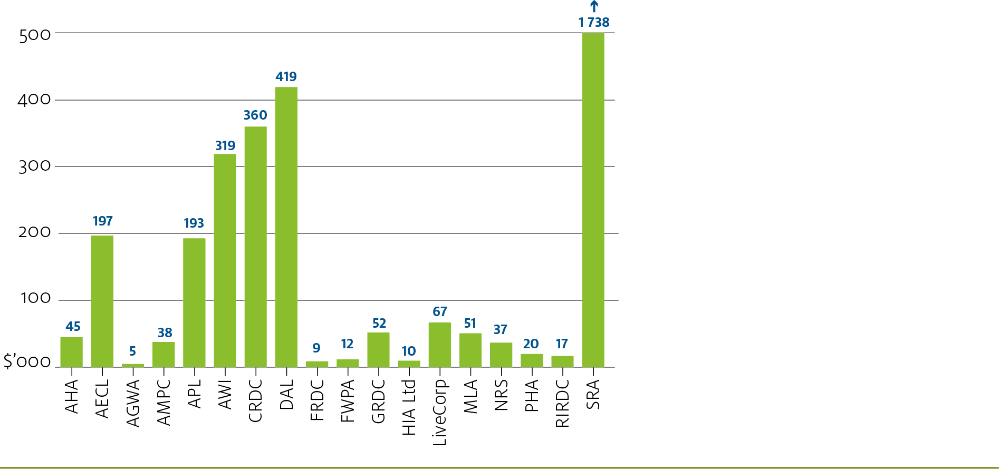 1 738
500
419
400
360
319
300
197
193
200
100
67
45
38
52
51
37
5
9
12
10
20
17
$'000
AHA
AECL
AGWA
AMPC
APL
AWI
CRDC
DAL
FRDC
FWPA
GRDC
HIA Ltd
LiveCorp
MLA
NRS
PHA
RIRDC
SRA